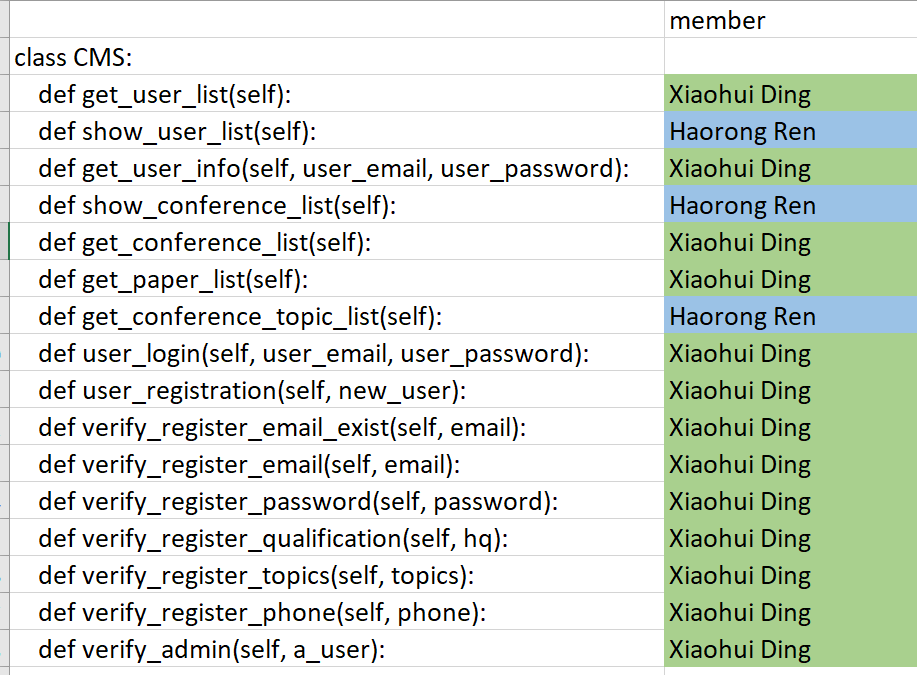 member
class CMS:
def get_user_list(self): Xiaohui Ding
def show_user_list(self): Haorong Ren
def get_user_info(self, user_email, user_password): Xiaohui Ding
def show_conference_list(self): Haorong Ren
def get_conference_list(self): Xiaohui Ding
def get_paper_list(self): Xiaohui Ding
def get_conference_topic_list(self): Haorong Ren
def user_login(self, user_email, user_password): Xiaohui Ding
def user_registration(self, new_user): Xiaohui Ding
def verify_register_email_exist(self, email): Xiaohui Ding
def verify_register_email(self, email): Xiaohui Ding
def verify_register_password(self, password): Xiaohui Ding
def verify_register_qualification(self, hq): Xiaohui Ding
def verify_register_topics(self, topics): Xiaohui Ding
def verify_register_phone(self, phone): Xiaohui Ding
def verify_admin(self, a_user): Xiaohui Ding